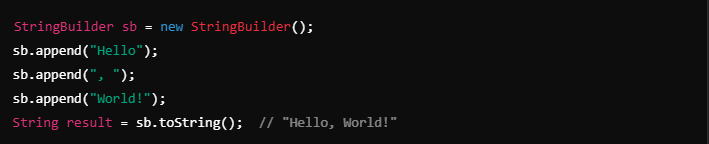 StringBuilder sb = new StringBuilder();
sb.append("Hello");
sb.append(", ");
sb.append("World!");
String result = sb.toString();  // "Hello, World!"